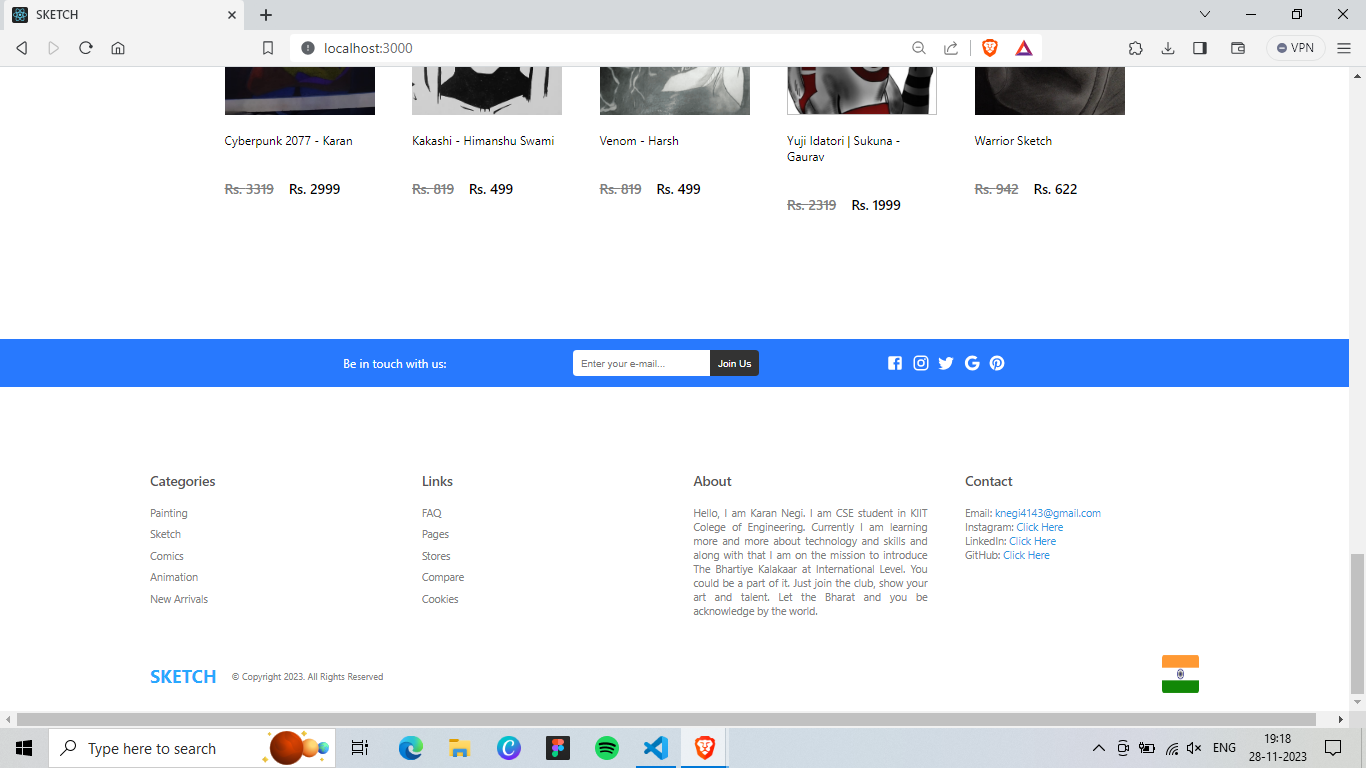 SKETCH
localhost:3000
VPN
Cyberpunk 2077 - Karan
Rs. 3319 Rs. 2999
Kakashi - Himanshu Swami
Rs. 819 Rs. 499
Venom - Harsh
Rs. 819 Rs. 499
Yuji Idatori | Sukuna -
Gaurav
Rs. 2319 Rs. 1999
Warrior Sketch
Rs. 942 Rs. 622
Be in touch with us:
Enter your e-mail...
Join Us
Categories
Painting
Sketch
Comics
Animation
New Arrivals
Links
FAQ
Pages
Stores
Compare
Cookies
About
Hello, I am Karan Negi. I am CSE student in KIIT
Colege of Engineering. Currently I am learning
more and more about technology and skills and
along with that I am on the mission to introduce
The Bhartiye Kalakaar at International Level. You
could be a part of it. Just join the club, show your
art and talent. Let the Bharat and you be
acknowledge by the world.
Contact
Email: knegi4143@gmail.com
Instagram: Click Here
LinkedIn: Click Here
GitHub: Click Here
SKETCH
© Copyright 2023. All Rights Reserved
Type here to search
ENG
19:18
28-11-2023